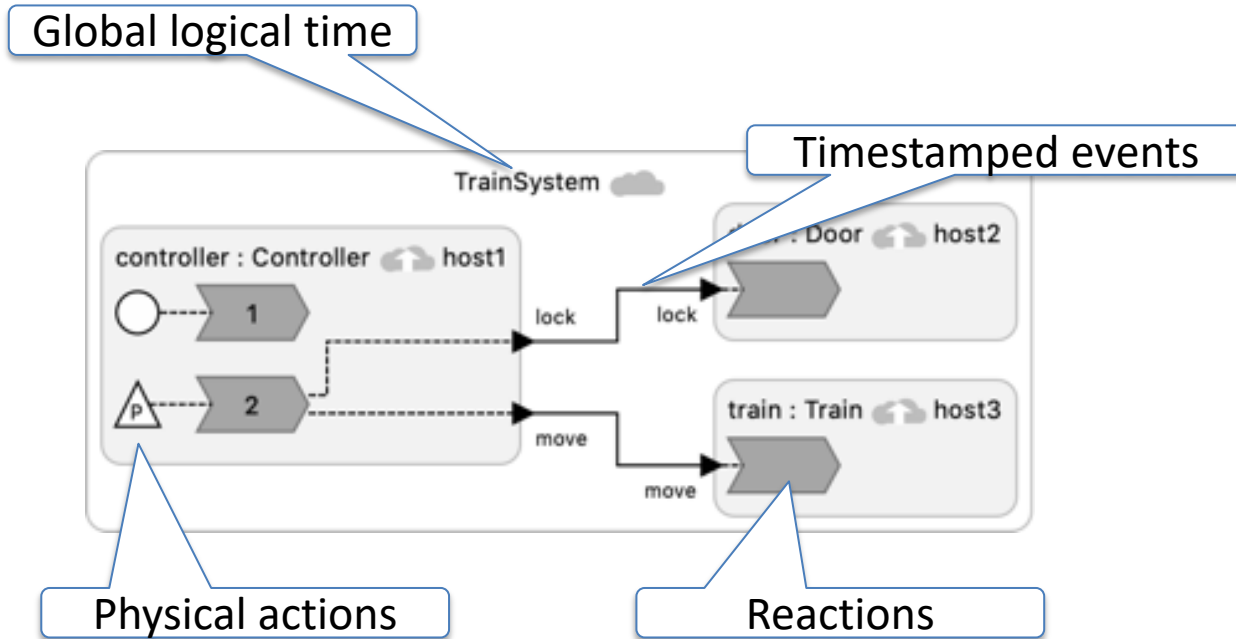 Global logical time
Timestamped events
TrainSystem
controller : Controller host1
1
lock
lock
: Door host2
P
2
move
move
train : Train host3
Physical actions
Reactions